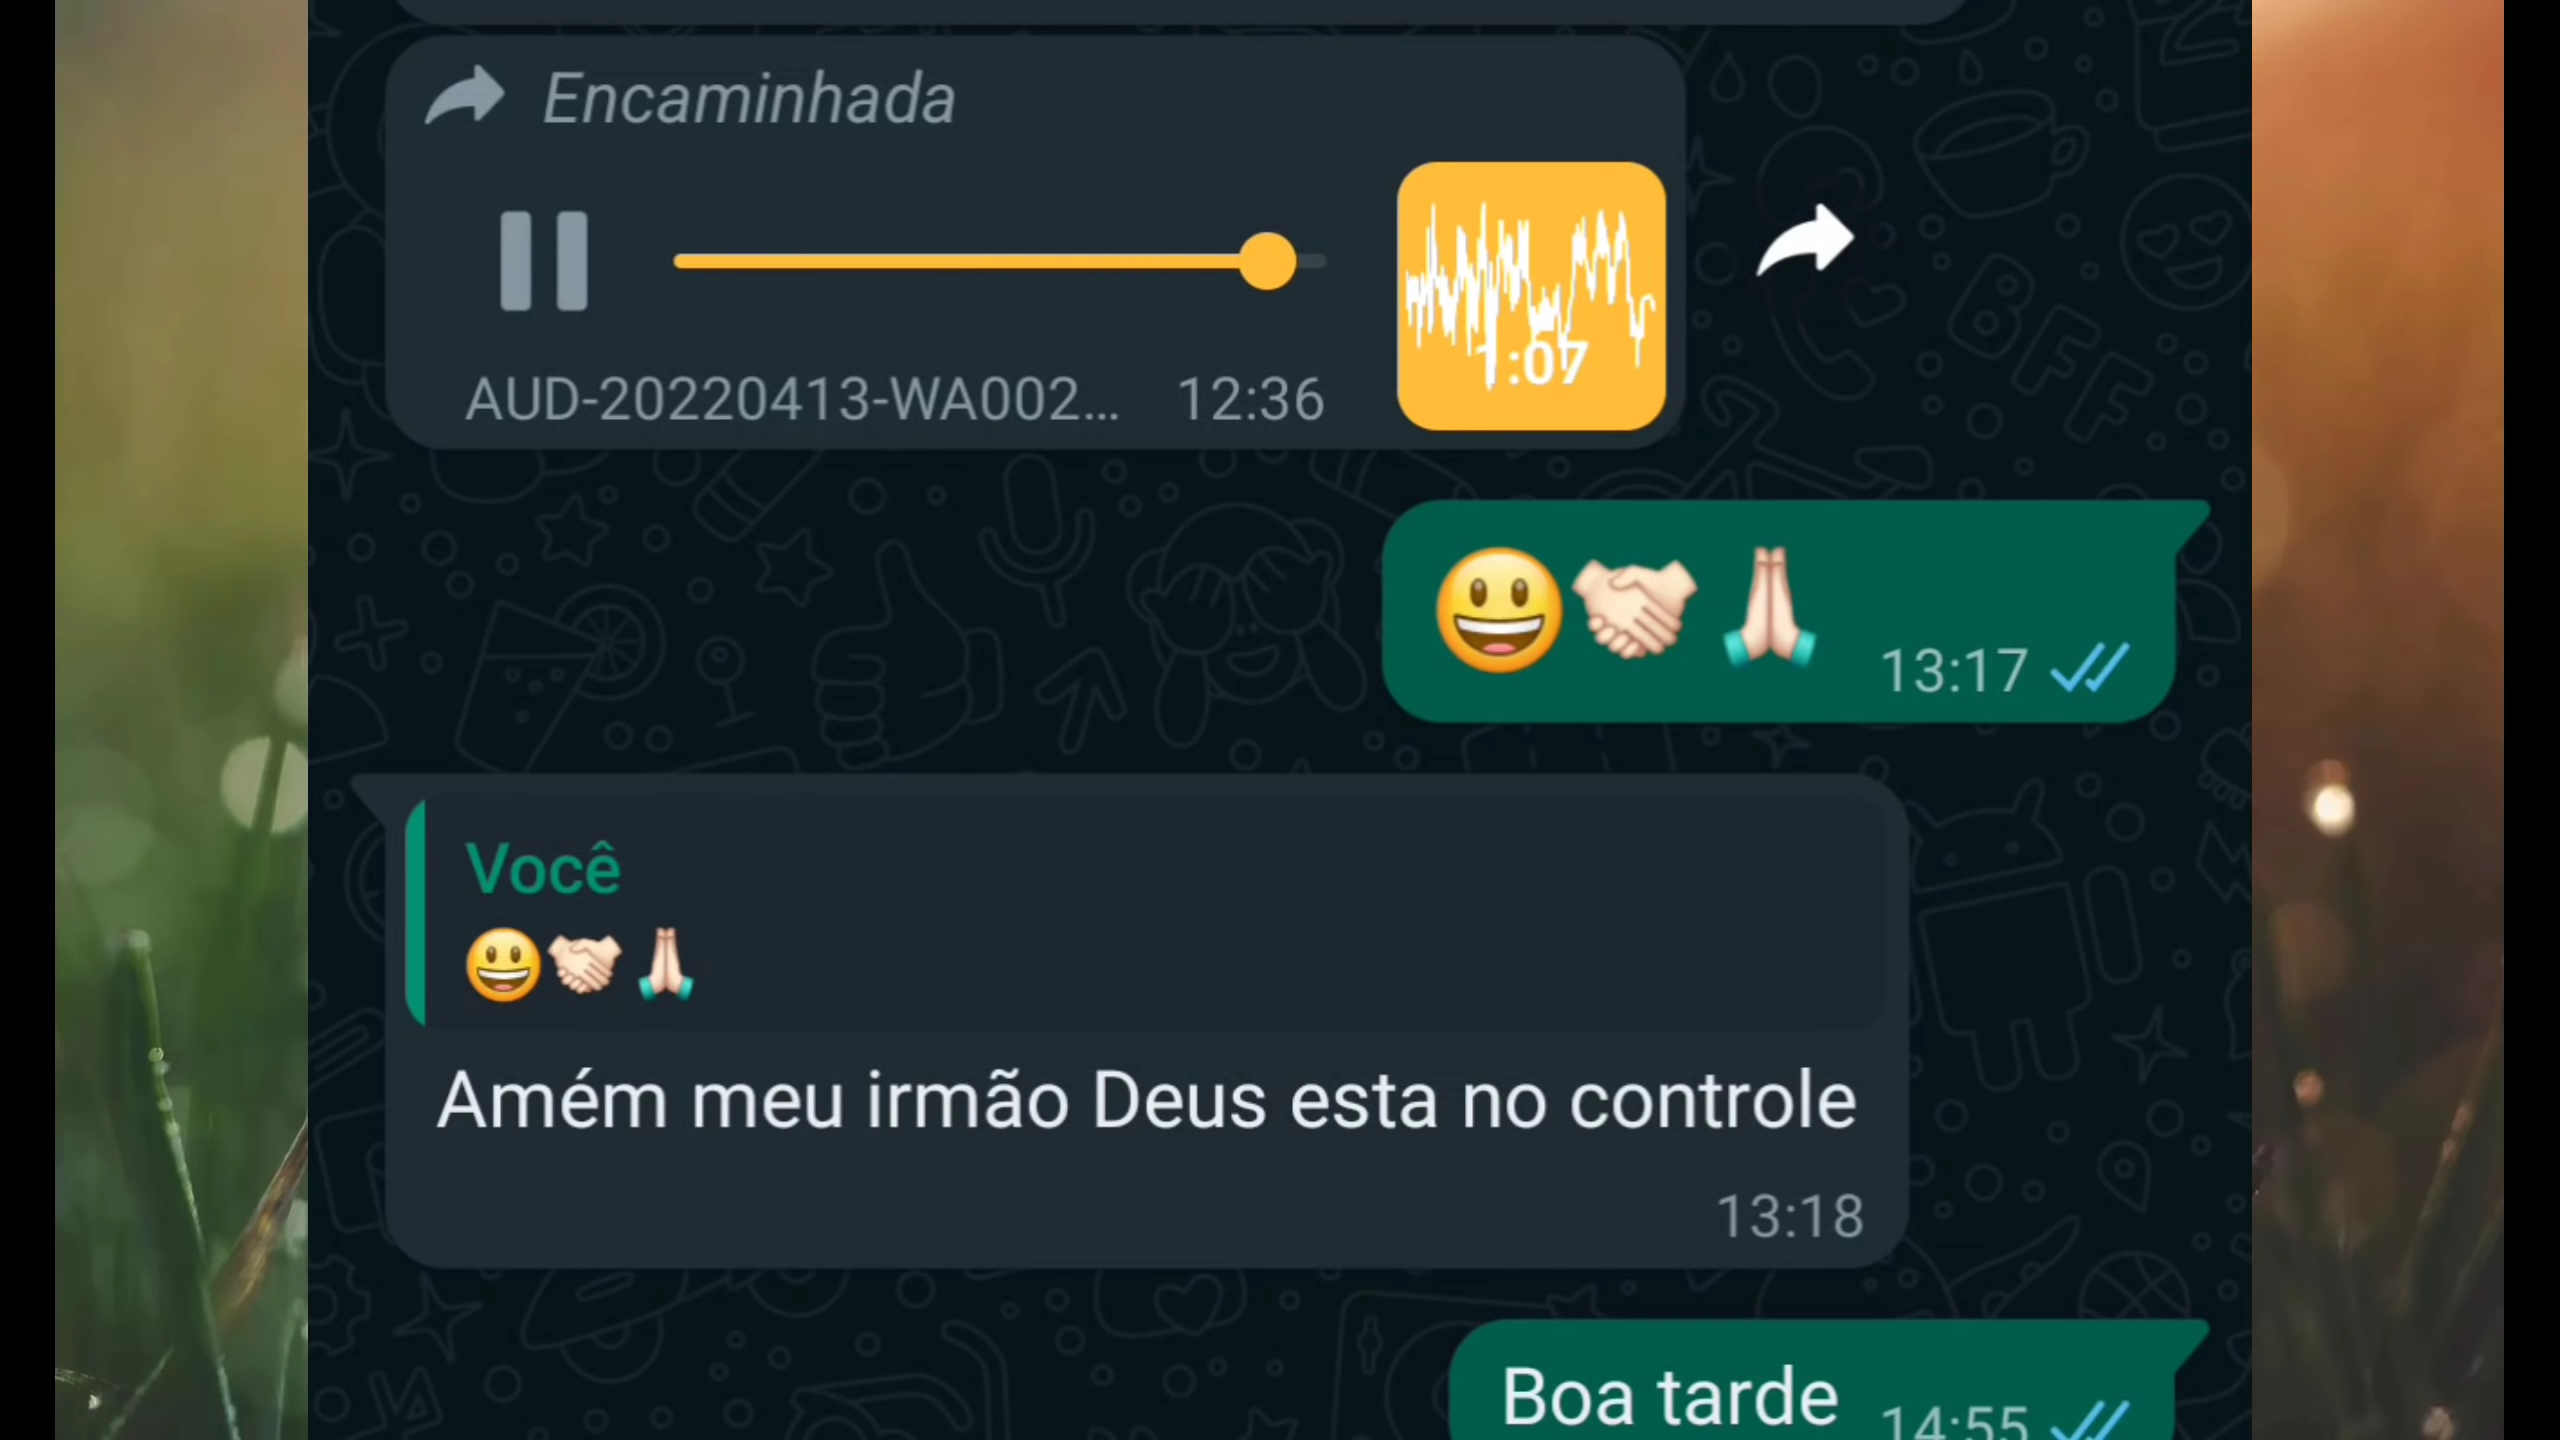 Encaminhada
1:07
AUD-20220413-WA002... 12:36
😃🤝🏻🙏🏻 13:17
Você
😃🤝🏻🙏🏻
Amém meu irmão Deus esta no controle
13:18
Boa tarde 14:55